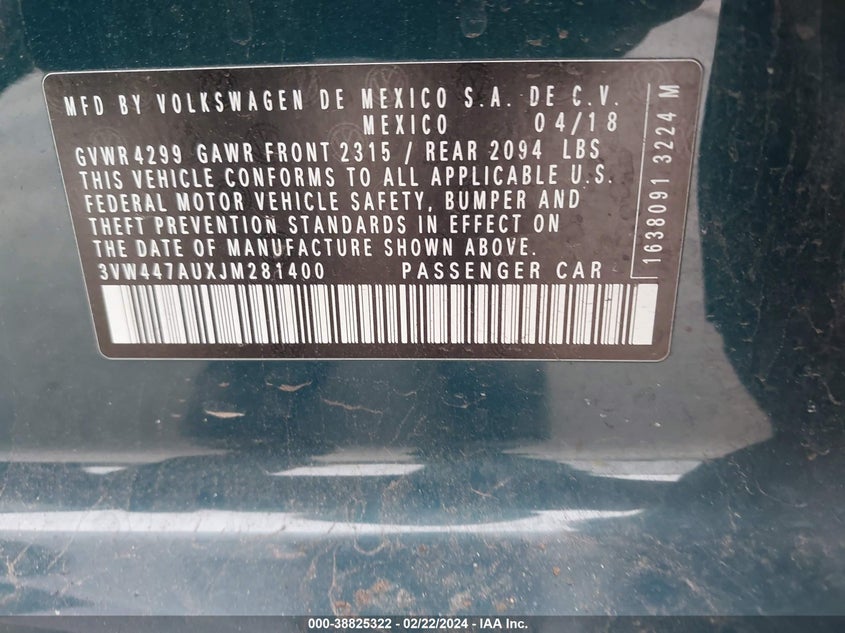 MFD BY VOLKSWAGEN DE MEXICO S.A. DE C.V.
MEXICO 04/18
GVWR 4299 GAWR FRONT 2315 / REAR 2094 LBS
THIS VEHICLE CONFORMS TO ALL APPLICABLE U.S.
FEDERAL MOTOR VEHICLE SAFETY, BUMPER AND
THEFT PREVENTION STANDARDS IN EFFECT ON
THE DATE OF MANUFACTURE SHOWN ABOVE.
3VW447AUXJM281400 PASSENGER CAR
1638091 3224 M
000-38825322 - 02/22/2024 - IAA Inc.